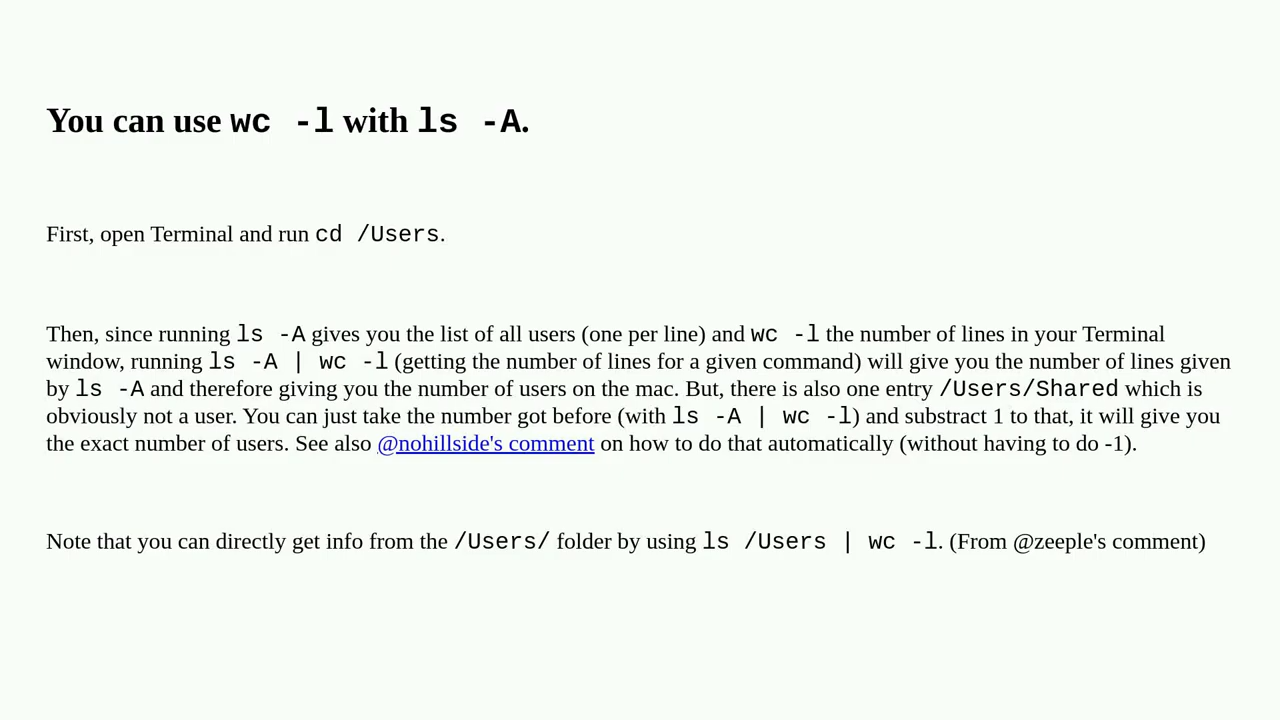 You can use wc -l with ls -A.
First, open Terminal and run cd /Users.
Then, since running ls -A gives you the list of all users (one per line) and wc -l the number of lines in your Terminal
window, running ls -A | wc -l (getting the number of lines for a given command) will give you the number of lines given
by ls -A and therefore giving you the number of users on the mac. But, there is also one entry /Users/Shared which is
obviously not a user. You can just take the number got before (with ls -A | wc -l) and substract 1 to that, it will give you
the exact number of users. See also @nohillside's comment on how to do that automatically (without having to do -1).
Note that you can directly get info from the /Users/ folder by using ls /Users | wc -l. (From @zeeple's comment)